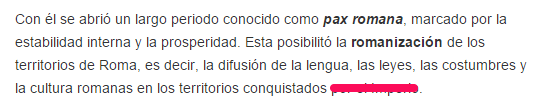 Con él se abrió un largo periodo conocido como pax romana, marcado por la
estabilidad interna y la prosperidad. Esta posibilitó la romanización de los
territorios de Roma, es decir, la difusión de la lengua, las leyes, las costumbres y
la cultura romanas en los territorios conquistados .